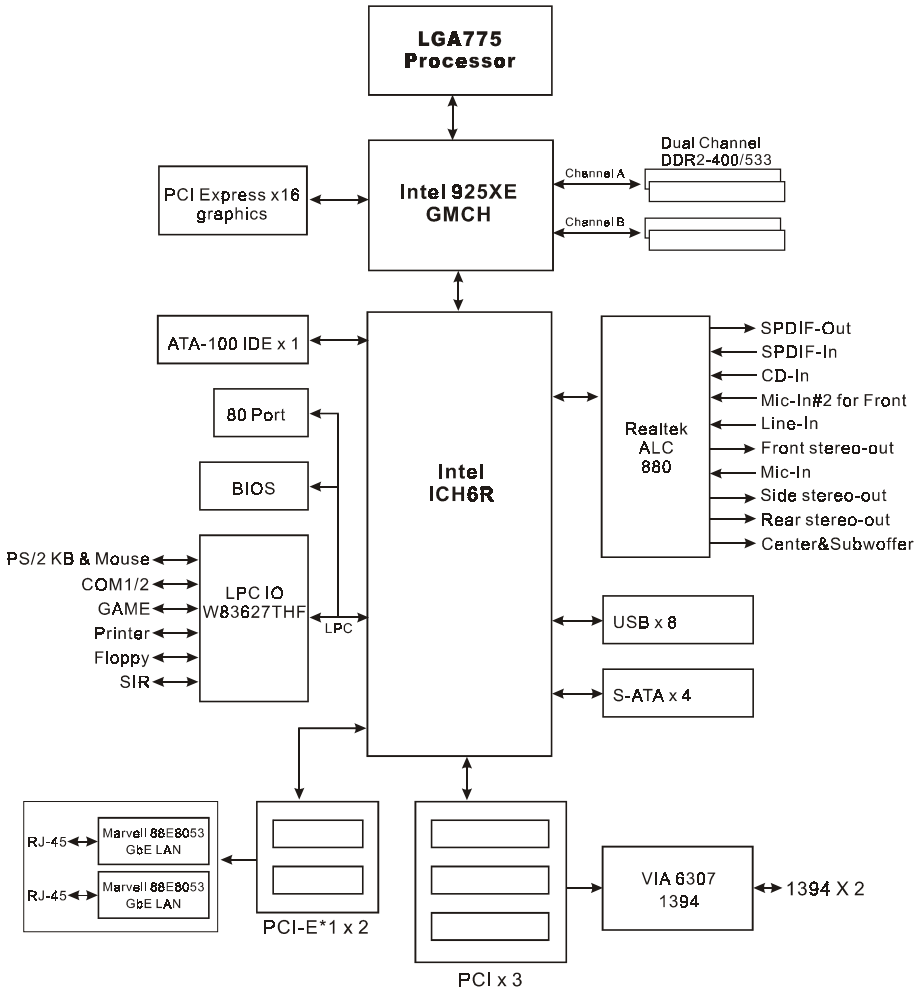 LGA775
Processor
Dual Channel
DDR2-400/533
Channel A
PCI Express x16
graphics
Intel 925XE
GMCH
Channel B
ATA-100 IDE x 1
SPDIF-Out
SPDIF-In
CD-In
Mic-In#2 for Front
Line-In
Front stereo-out
Mic-In
Side stereo-out
Rear stereo-out
Center&Subwoffer
80 Port
Realtek
ALC
880
Intel
ICH6R
BIOS
PS/2 KB & Mouse
COM1/2
GAME
Printer
Floppy
SIR
LPC IO
W83627THF
LPC
USB x 8
S-ATA x 4
RJ-45
Marvell 88E8053
GbE LAN
RJ-45
Marvell 88E8053
GbE LAN
PCI-E*1 x 2
VIA 6307
1394
1394 X 2
PCI x 3